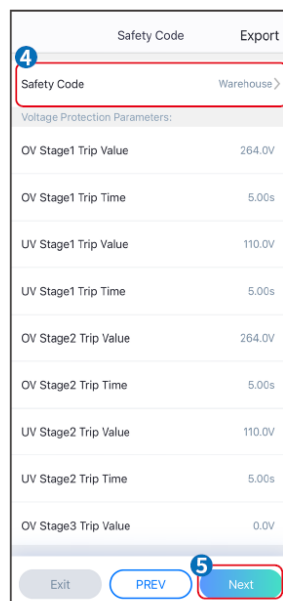 Safety Code Export
4
Safety Code Warehouse >
Voltage Protection Parameters:
OV Stage1 Trip Value 264.0V
OV Stage1 Trip Time 5.00s
UV Stage1 Trip Value 110.0V
UV Stage1 Trip Time 5.00s
OV Stage2 Trip Value 264.0V
OV Stage2 Trip Time 5.00s
UV Stage2 Trip Value 110.0V
UV Stage2 Trip Time 5.00s
OV Stage3 Trip Value 0.0V
5
Exit PREV Next